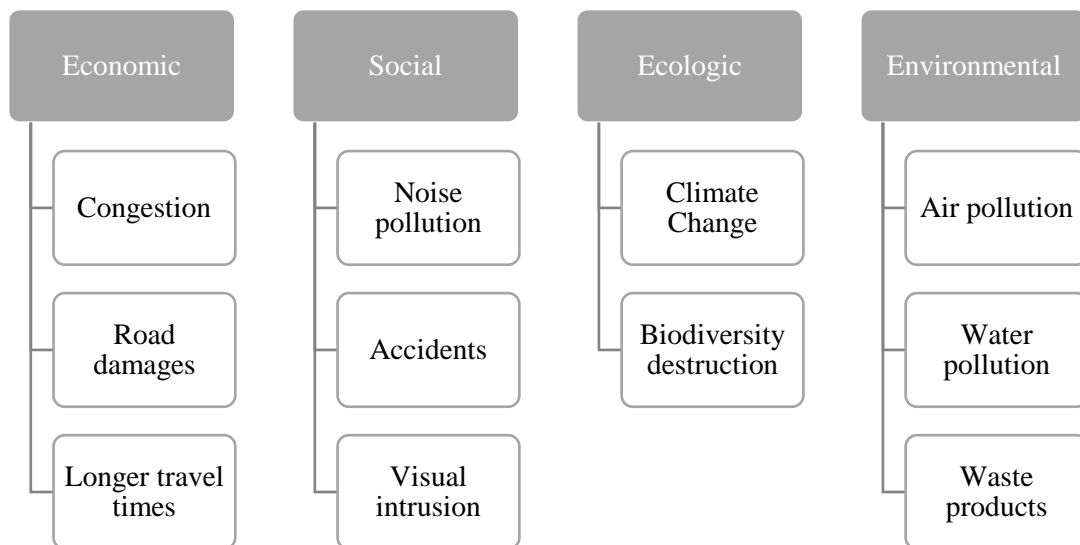 Economic
Congestion
Road
damages
Longer travel
times
Social
Noise
pollution
Accidents
Visual
intrusion
Ecologic
Climate
Change
Biodiversity
destruction
Environmental
Air pollution
Water
pollution
Waste
products